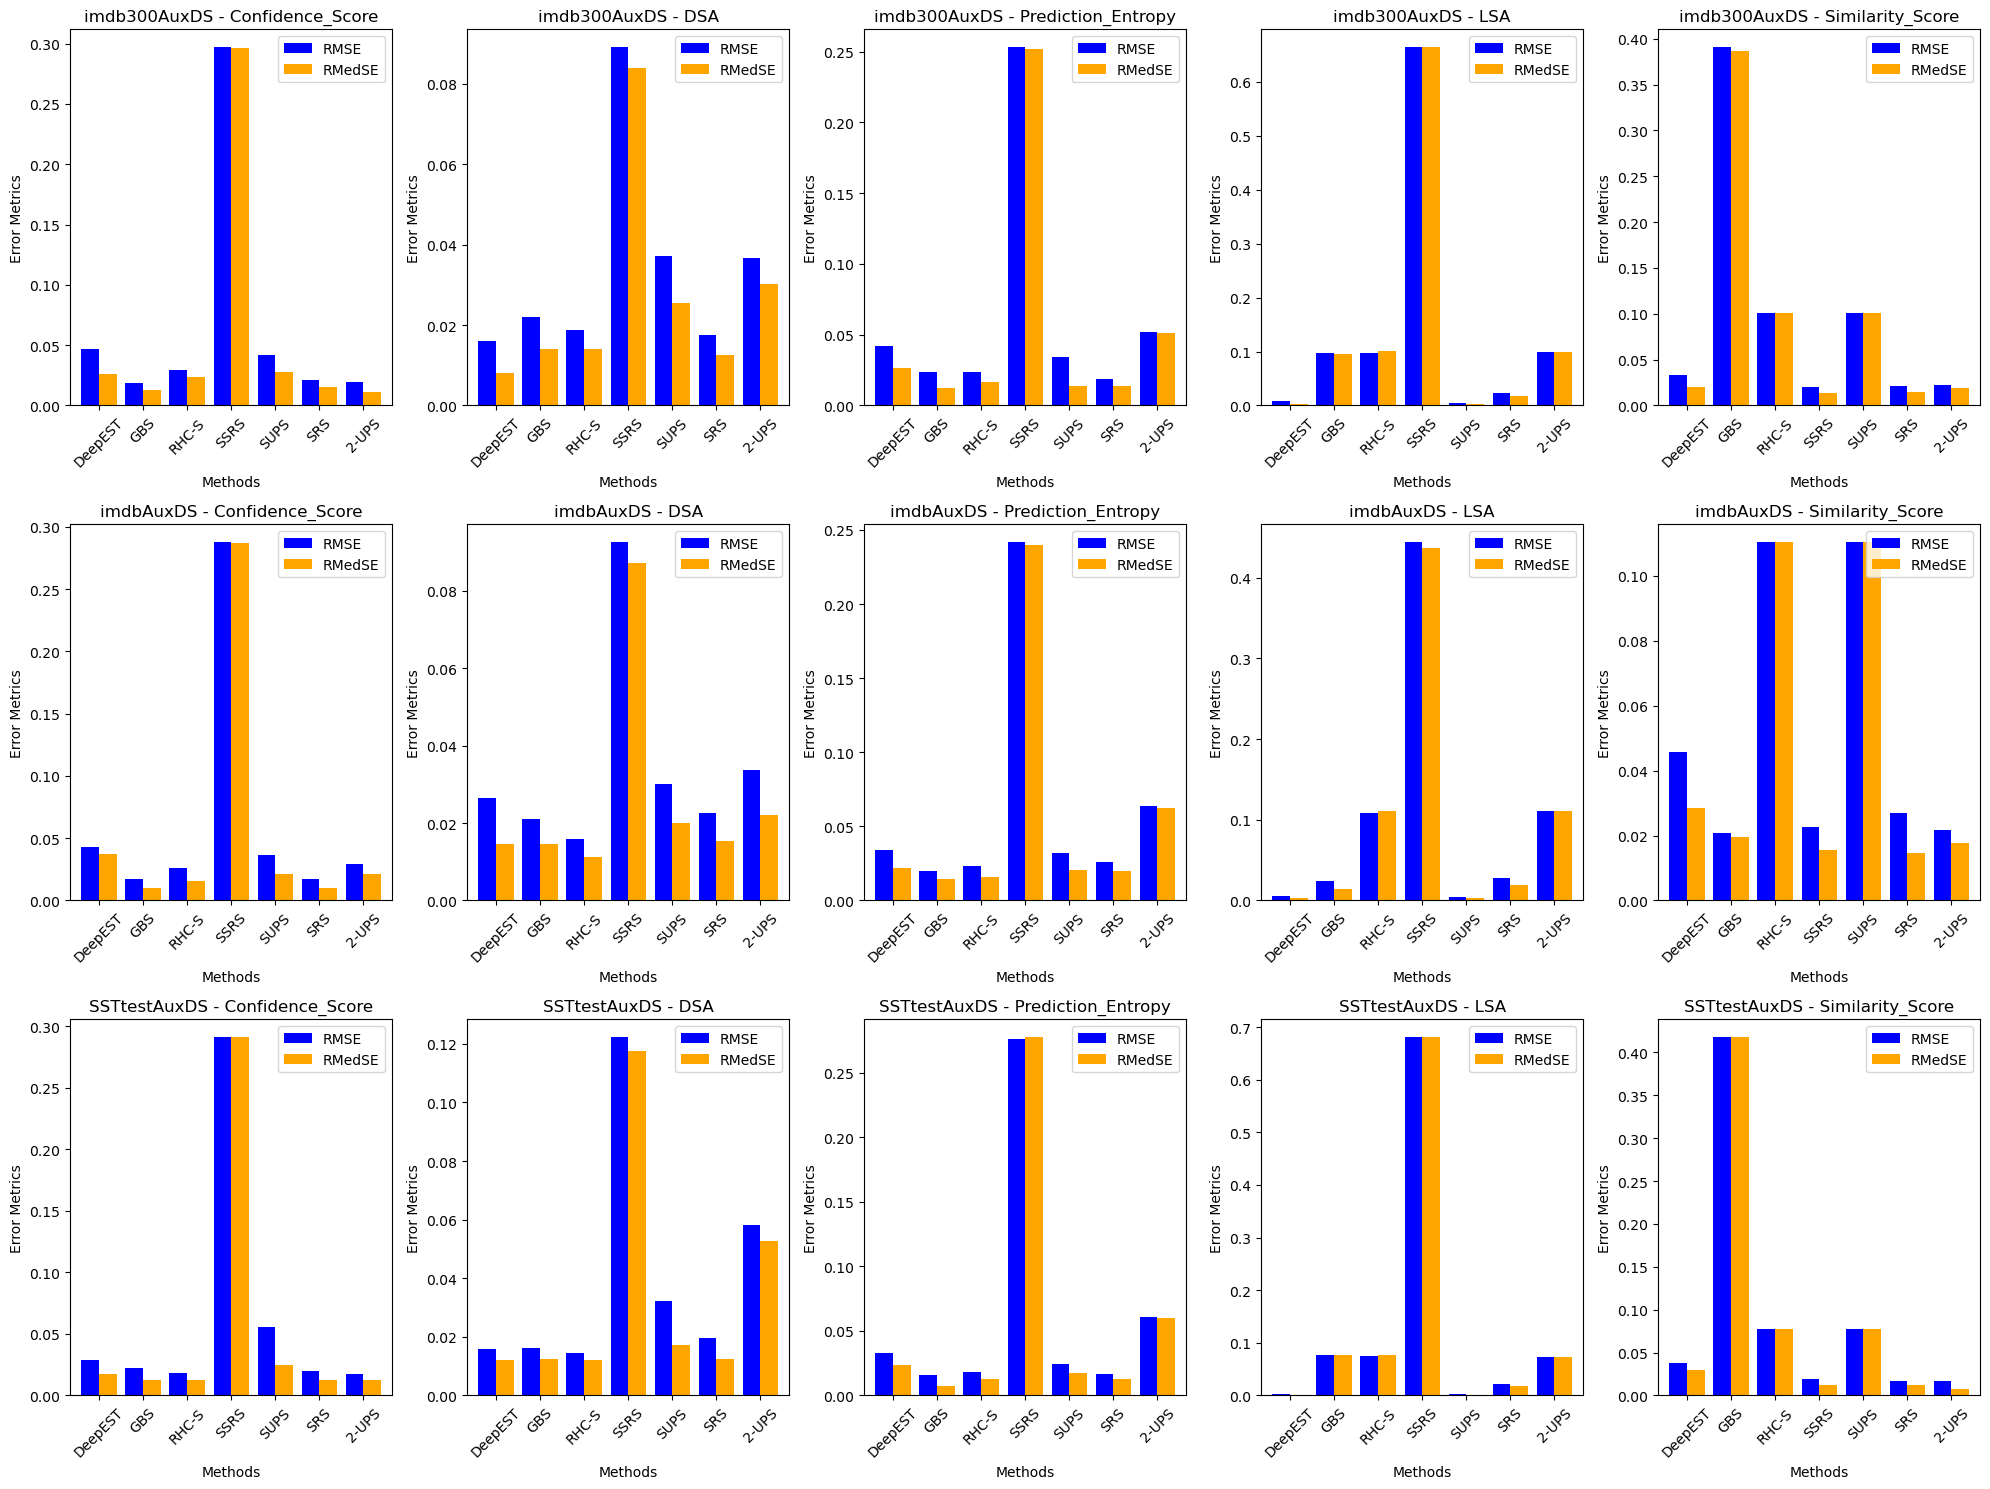 imdb300AuxDS - Confidence_Score
0.30
0.25
0.20
0.15
0.10
0.05
0.00
Error Metrics
RMSE
RMedSE
DeepEST GBS RHC-S SSRS SUPS SRS 2-UPS
Methods
imdb300AuxDS - DSA
0.08
0.06
0.04
0.02
0.00
Error Metrics
RMSE
RMedSE
DeepEST GBS RHC-S SSRS SUPS SRS 2-UPS
Methods
imdb300AuxDS - Prediction_Entropy
0.25
0.20
0.15
0.10
0.05
0.00
Error Metrics
RMSE
RMedSE
DeepEST GBS RHC-S SSRS SUPS SRS 2-UPS
Methods
imdb300AuxDS - LSA
0.6
0.5
0.4
0.3
0.2
0.1
0.0
Error Metrics
RMSE
RMedSE
DeepEST GBS RHC-S SSRS SUPS SRS 2-UPS
Methods
imdb300AuxDS - Similarity_Score
0.40
0.35
0.30
0.25
0.20
0.15
0.10
0.05
0.00
Error Metrics
RMSE
RMedSE
DeepEST GBS RHC-S SSRS SUPS SRS 2-UPS
Methods
imdbAuxDS - Confidence_Score
0.30
0.25
0.20
0.15
0.10
0.05
0.00
Error Metrics
RMSE
RMedSE
DeepEST GBS RHC-S SSRS SUPS SRS 2-UPS
Methods
imdbAuxDS - DSA
0.08
0.06
0.04
0.02
0.00
Error Metrics
RMSE
RMedSE
DeepEST GBS RHC-S SSRS SUPS SRS 2-UPS
Methods
imdbAuxDS - Prediction_Entropy
0.25
0.20
0.15
0.10
0.05
0.00
Error Metrics
RMSE
RMedSE
DeepEST GBS RHC-S SSRS SUPS SRS 2-UPS
Methods
imdbAuxDS - LSA
0.4
0.3
0.2
0.1
0.0
Error Metrics
RMSE
RMedSE
DeepEST GBS RHC-S SSRS SUPS SRS 2-UPS
Methods
imdbAuxDS - Similarity_Score
0.10
0.08
0.06
0.04
0.02
0.00
Error Metrics
RMSE
RMedSE
DeepEST GBS RHC-S SSRS SUPS SRS 2-UPS
Methods
SSTtestAuxDS - Confidence_Score
0.30
0.25
0.20
0.15
0.10
0.05
0.00
Error Metrics
RMSE
RMedSE
DeepEST GBS RHC-S SSRS SUPS SRS 2-UPS
Methods
SSTtestAuxDS - DSA
0.12
0.10
0.08
0.06
0.04
0.02
0.00
Error Metrics
RMSE
RMedSE
DeepEST GBS RHC-S SSRS SUPS SRS 2-UPS
Methods
SSTtestAuxDS - Prediction_Entropy
0.25
0.20
0.15
0.10
0.05
0.00
Error Metrics
RMSE
RMedSE
DeepEST GBS RHC-S SSRS SUPS SRS 2-UPS
Methods
SSTtestAuxDS - LSA
0.7
0.6
0.5
0.4
0.3
0.2
0.1
0.0
Error Metrics
RMSE
RMedSE
DeepEST GBS RHC-S SSRS SUPS SRS 2-UPS
Methods
SSTtestAuxDS - Similarity_Score
0.40
0.35
0.30
0.25
0.20
0.15
0.10
0.05
0.00
Error Metrics
RMSE
RMedSE
DeepEST GBS RHC-S SSRS SUPS SRS 2-UPS
Methods